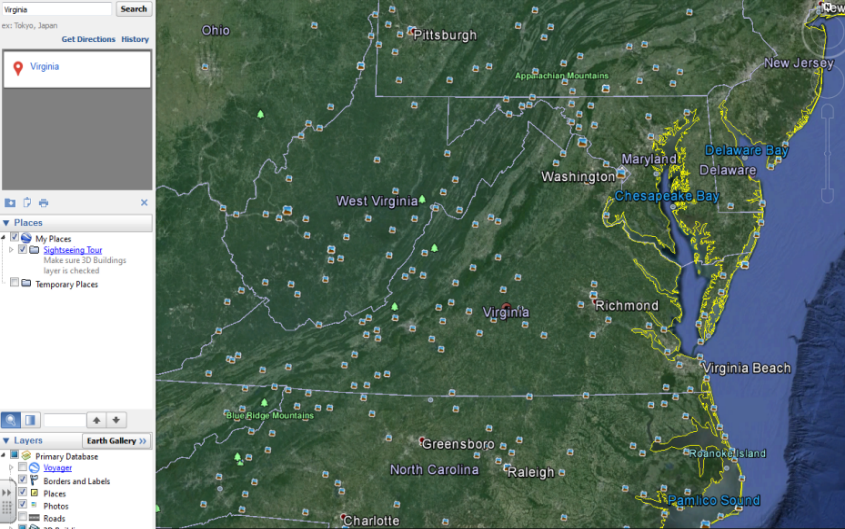 Virginia
Search
ex: Tokyo, Japan
Get Directions History
Virginia
Places
My Places
Sightseeing Tour
Make sure 3D Buildings
layer is checked
Temporary Places
Layers
Earth Gallery >>
Primary Database
Voyager
Borders and Labels
Places
Photos
Roads
Ohio
Pittsburgh
N
New Jersey
Appalachian Mountains
Delaware Bay
Maryland
Delaware
Washington
Chesapeake Bay
West Virginia
Virginia
Richmond
Virginia Beach
Blue Ridge Mountains
Greensboro
Roanoke Island
North Carolina
Raleigh
Pamlico Sound
Charlotte